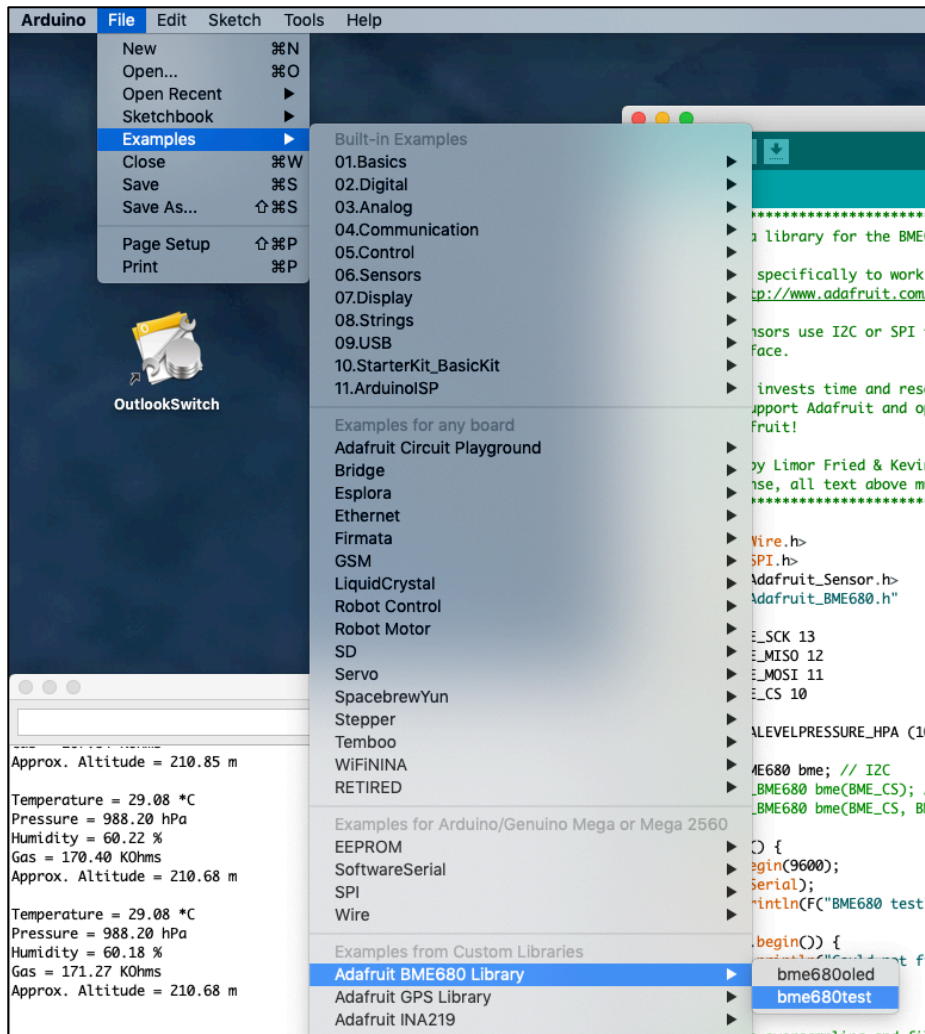 Arduino File Edit Sketch Tools Help
New ⌘N
Open... ⌘O
Open Recent ▶
Sketchbook ▶
Examples ▶
Close ⌘W
Save ⌘S
Save As... ⇧⌘S
Page Setup ⇧⌘P
Print ⌘P
OutlookSwitch
Built-in Examples
01.Basics
02.Digital
03.Analog
04.Communication
05.Control
06.Sensors
07.Display
08.Strings
09.USB
10.StarterKit_BasicKit
11.ArduinoISP
Examples for any board
Adafruit Circuit Playground
Bridge
Esplora
Ethernet
Firmata
GSM
LiquidCrystal
Robot Control
Robot Motor
SD
Servo
SpacebrewYun
Stepper
Temboo
WiFiNINA
RETIRED
Examples for Arduino/Genuino Mega or Mega 2560
EEPROM
SoftwareSerial
SPI
Wire
Examples from Custom Libraries
Adafruit BME680 Library
Adafruit GPS Library
Adafruit INA219
bme680oled
bme680test
Approx. Altitude = 210.85 m
Temperature = 29.08 *C
Pressure = 988.20 hPa
Humidity = 60.22 %
Gas = 170.40 KOhms
Approx. Altitude = 210.68 m
Temperature = 29.08 *C
Pressure = 988.20 hPa
Humidity = 60.18 %
Gas = 171.27 KOhms
Approx. Altitude = 210.68 m
**********************
a library for the BME
specifically to work
tp://www.adafruit.com
nsors use I2C or SPI
face.
invests time and res
upport Adafruit and o
fruit!
by Limor Fried & Kevi
nse, all text above m
**********************
Wire.h>
SPI.h>
Adafruit_Sensor.h>
Adafruit_BME680.h"
E_SCK 13
E_MISO 12
E_MOSI 11
E_CS 10
ALEVELPRESSURE_HPA (10
ME680 bme; // I2C
_BME680 bme(BME_CS);
_BME680 bme(BME_CS, B
() {
egin(9600);
Serial);
rintln(F("BME680 test
.begin()) {